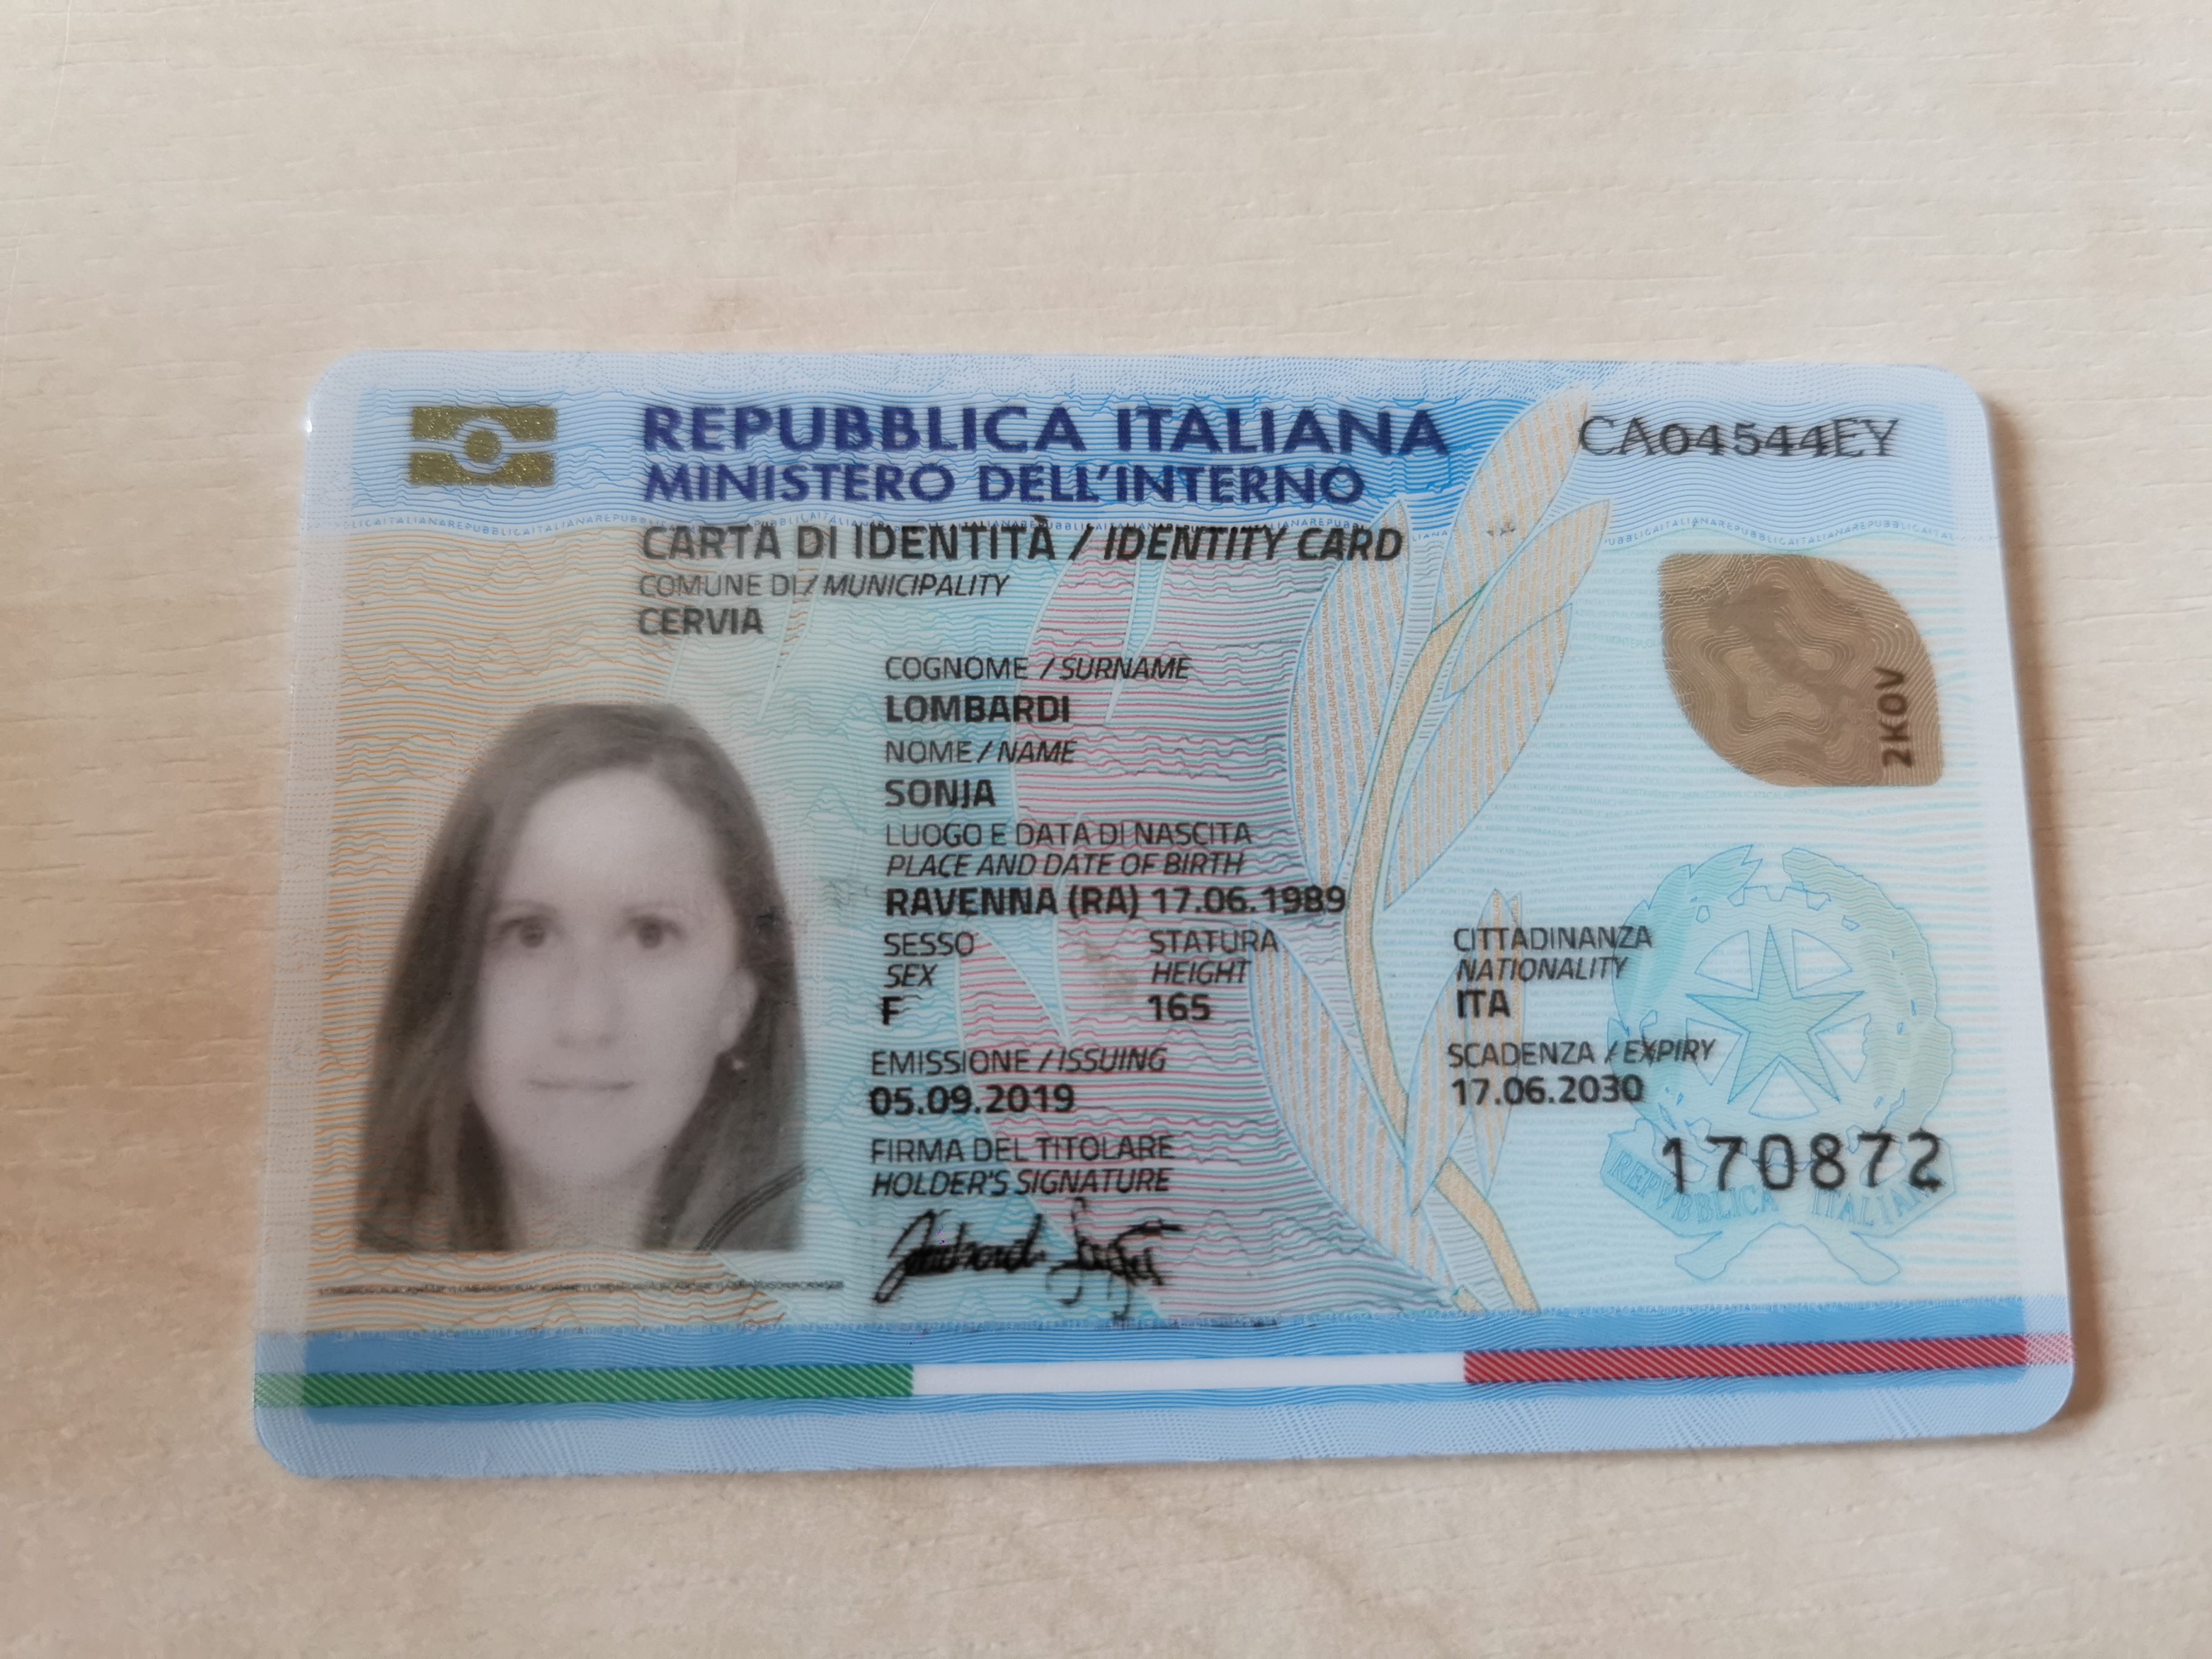 REPUBBLICA ITALIANA
MINISTERO DELL'INTERNO
CA04544EY
CARTA DI IDENTITÀ / IDENTITY CARD
COMUNE DI / MUNICIPALITY
CERVIA
COGNOME / SURNAME
LOMBARDI
NOME / NAME
SONJA
LUOGO E DATA DI NASCITA
PLACE AND DATE OF BIRTH
RAVENNA (RA) 17.06.1989
SESSO STATURA CITTADINANZA
SEX HEIGHT NATIONALITY
F 165 ITA
EMISSIONE / ISSUING SCADENZA / EXPIRY
05.09.2019 17.06.2030
FIRMA DEL TITOLARE
HOLDER'S SIGNATURE
170872
2KOV
REPVBBLICA ITALIANA